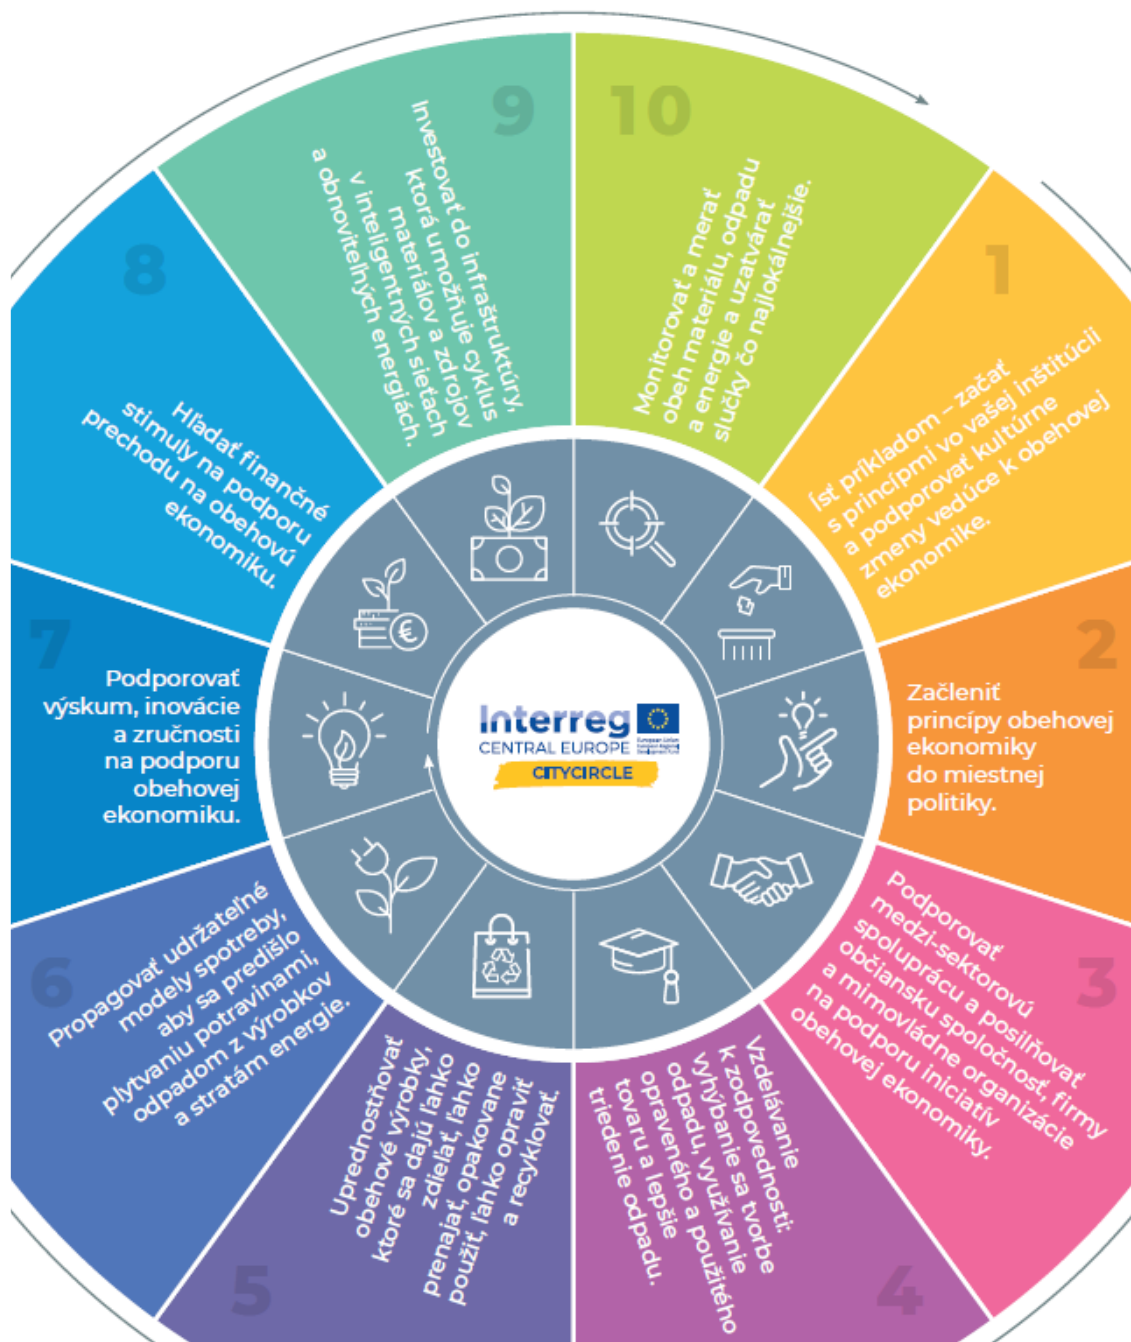 1
Ísť príkladom – začať
s princípmi vo vašej inštitúcii
a podporovať kultúrne
zmeny vedúce k obehovej
ekonomike.
2
Začleniť
princípy obehovej
ekonomiky
do miestnej
politiky.
3
Podporovať
medzi-sektorovú
spoluprácu a posilňovať
občiansku spoločnosť, firmy
a mimovládne organizácie
na podporu iniciatív
obehovej ekonomiky.
4
Vzdelávanie
k zodpovednosti:
vyhýbanie sa tvorbe
odpadu, využívanie
opraveného a použitého
tovaru a lepšie
triedenie odpadu.
5
Uprednostňovať
obehové výrobky,
ktoré sa dajú ľahko
zdieľať, ľahko
prenajať, opakovane
použiť, ľahko opraviť
a recyklovať.
6
Propagovať udržateľné
modely spotreby,
aby sa predišlo
plytvaniu potravinami,
odpadom z výrobkov
a stratám energie.
7
Podporovať
výskum, inovácie
a zručnosti
na podporu
obehovej
ekonomiku.
8
Hľadať finančné
stimuly na podporu
prechodu na obehovú
ekonomiku.
9
Investovať do infraštruktúry,
ktorá umožňuje cyklus
materiálov a zdrojov
v inteligentných sieťach
a obnoviteľných energiách.
10
Monitorovať a merať
obeh materiálu, odpadu
a energie a uzatvárať
slučky čo najlokálnejšie.
Interreg
CENTRAL EUROPE
European Union
European Regional
Development Fund
CITYCIRCLE
€